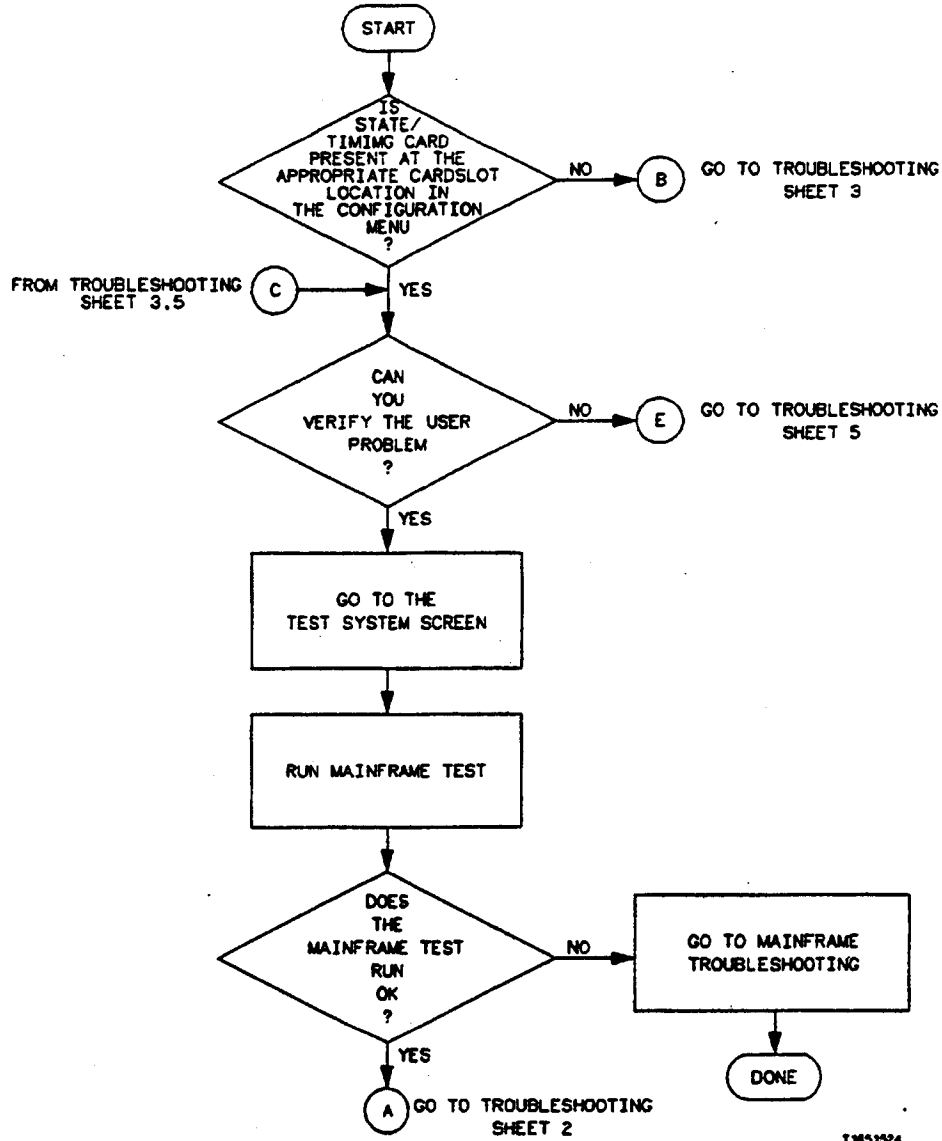 START
IS
STATE/
TIMIMG CARD
PRESENT AT THE
APPROPRIATE CARDSLOT
LOCATION IN
THE CONFIGURATION
MENU
?
NO
B
GO TO TROUBLESHOOTING
SHEET 3
FROM TROUBLESHOOTING
SHEET 3.5
C
YES
CAN
YOU
VERIFY THE USER
PROBLEM
?
NO
E
GO TO TROUBLESHOOTING
SHEET 5
YES
GO TO THE
TEST SYSTEM SCREEN
RUN MAINFRAME TEST
DOES
THE
MAINFRAME TEST
RUN
OK
?
NO
GO TO MAINFRAME
TROUBLESHOOTING
DONE
YES
A
GO TO TROUBLESHOOTING
SHEET 2